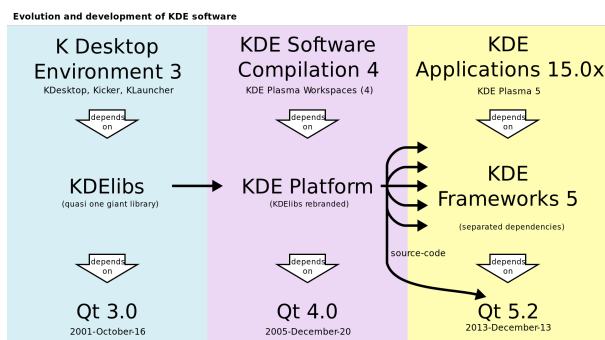 Evolution and development of KDE software
K Desktop
Environment 3
KDesktop, Kicker, KLauncher
depends
on
KDElibs
(quasi one giant library)
depends
on
Qt 3.0
2001-October-16
KDE Software
Compilation 4
KDE Plasma Workspaces (4)
depends
on
KDE Platform
(KDElibs rebranded)
depends
on
Qt 4.0
2005-December-20
KDE
Applications 15.0x
KDE Plasma 5
depends
on
KDE
Frameworks 5
(separated dependencies)
source-code
depends
on
Qt 5.2
2013-December-13